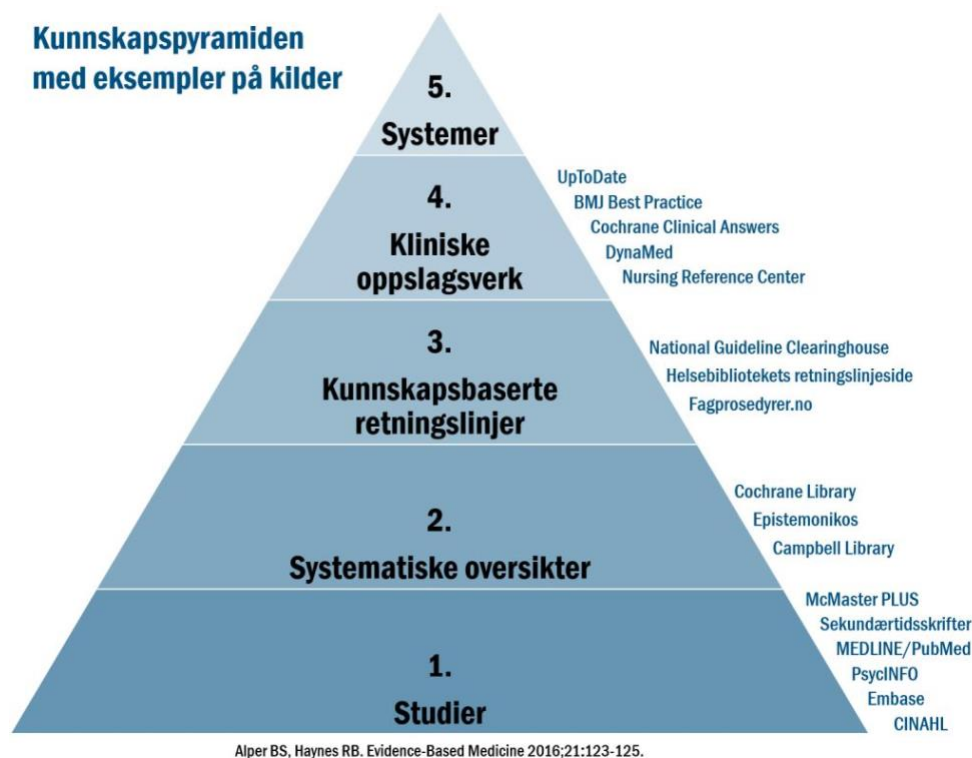 Kunnskapspyramiden
med eksempler på kilder
5.
Systemer
4.
Kliniske
oppslagsverk
UpToDate
BMJ Best Practice
Cochrane Clinical Answers
DynaMed
Nursing Reference Center
3.
Kunnskapsbaserte
retningslinjer
National Guideline Clearinghouse
Helsebibliotekets retningslinjeside
Fagprosedyrer.no
2.
Systematiske oversikter
Cochrane Library
Epistemonikos
Campbell Library
1.
Studier
McMaster PLUS
Sekundærtidsskrifter
MEDLINE/PubMed
PsycINFO
Embase
CINAHL
Alper BS, Haynes RB. Evidence-Based Medicine 2016;21:123-125.